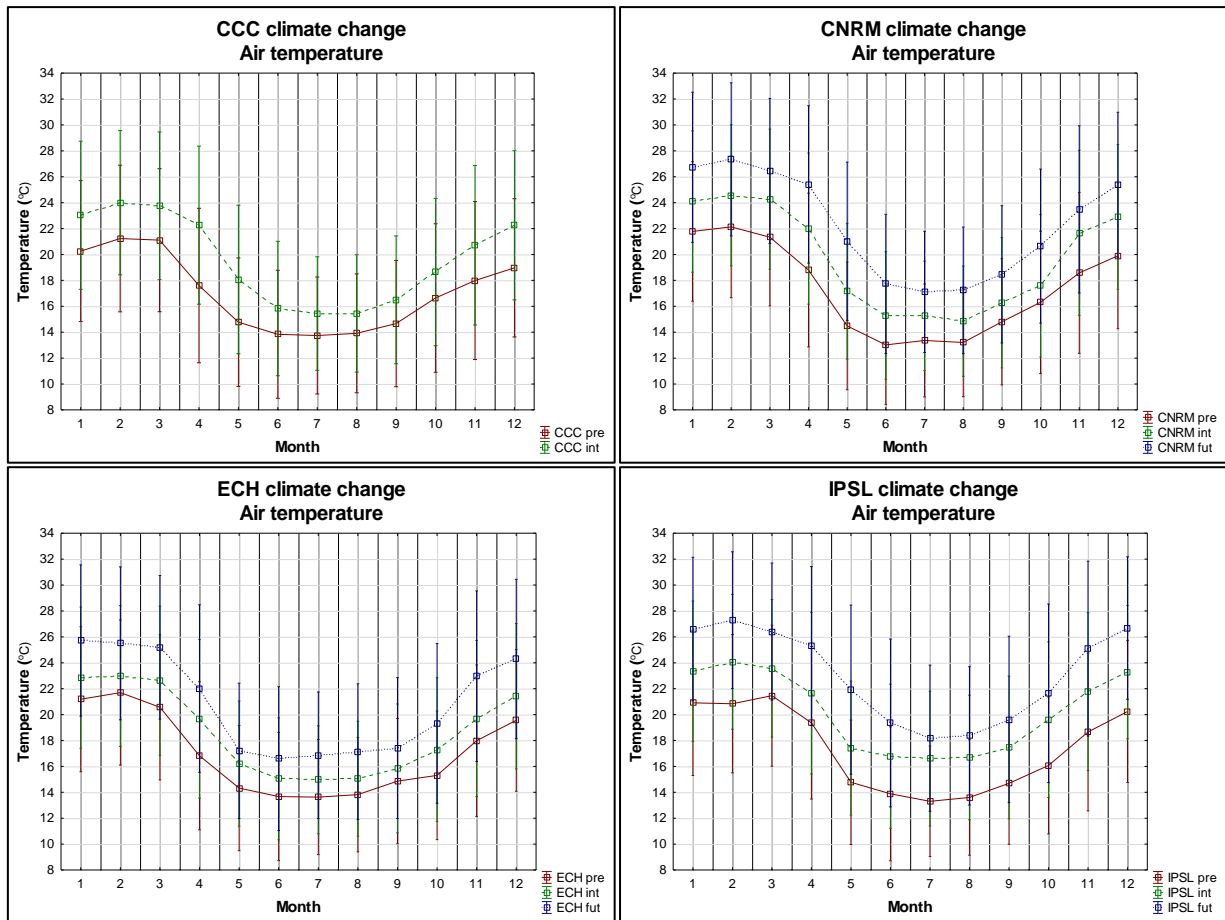 CCC climate change
Air temperature
34
32
30
28
26
24
22
20
18
16
14
12
10
8
Temperature (°C)
1 2 3 4 5 6 7 8 9 10 11 12
Month
CCC pre
CCC int
CNRM climate change
Air temperature
34
32
30
28
26
24
22
20
18
16
14
12
10
8
Temperature (°C)
1 2 3 4 5 6 7 8 9 10 11 12
Month
CNRM pre
CNRM int
CNRM fut
ECH climate change
Air temperature
34
32
30
28
26
24
22
20
18
16
14
12
10
8
Temperature (°C)
1 2 3 4 5 6 7 8 9 10 11 12
Month
ECH pre
ECH int
ECH fut
IPSL climate change
Air temperature
34
32
30
28
26
24
22
20
18
16
14
12
10
8
Temperature (°C)
1 2 3 4 5 6 7 8 9 10 11 12
Month
IPSL pre
IPSL int
IPSL fut